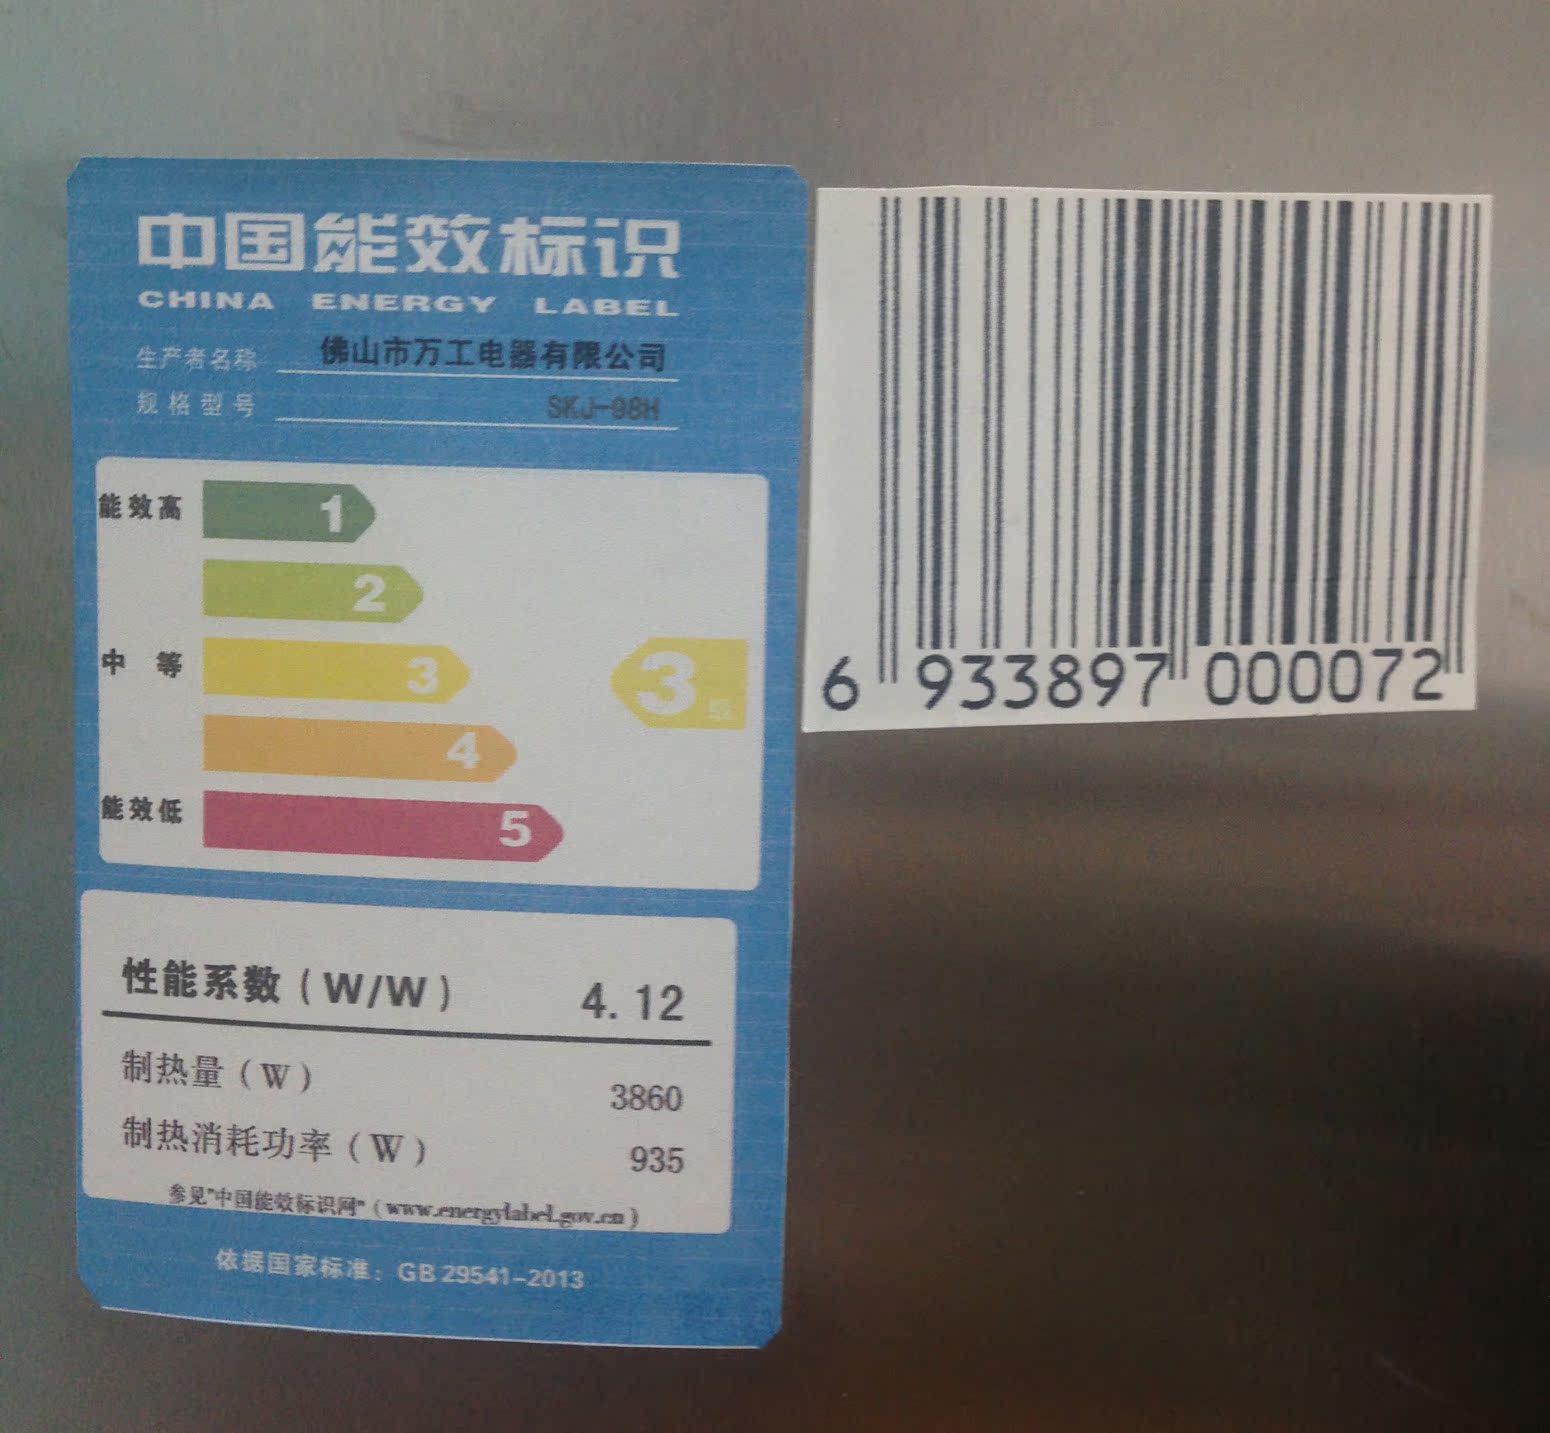 中国能效标识
CHINA ENERGY LABEL
生产者名称 佛山市万工电器有限公司
规格型号 SKJ-98H
能效高 1
2
中等 3 3级
4
能效低 5
性能系数(W/W) 4.12
制热量(W) 3860
制热消耗功率(W) 935
参见"中国能效标识网"(www.energylabel.gov.cn)
依据国家标准: GB 29541-2013
6 933897 000072